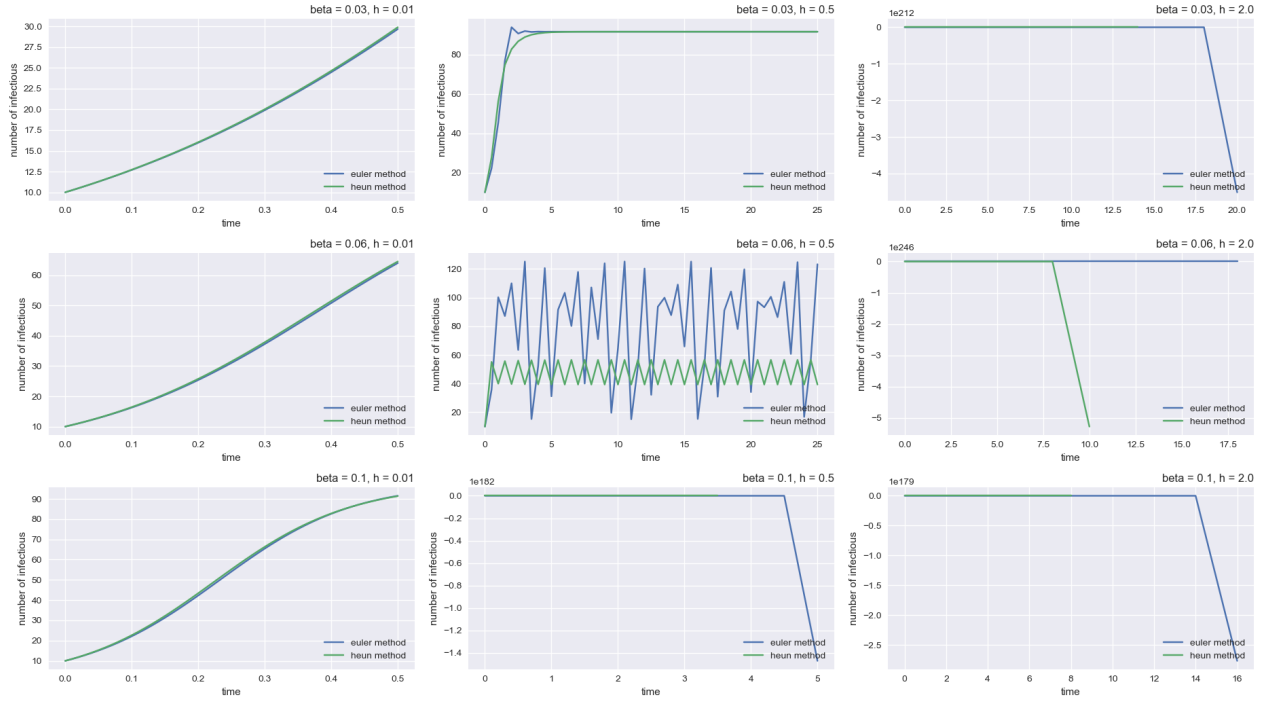 beta = 0.03, h = 0.01
number of infectious
30.0
27.5
25.0
22.5
20.0
17.5
15.0
12.5
10.0
euler method
heun method
0.0 0.1 0.2 0.3 0.4 0.5
time
beta = 0.03, h = 0.5
number of infectious
80
60
40
20
euler method
heun method
0 5 10 15 20 25
time
1e212
beta = 0.03, h = 2.0
number of infectious
0
−1
−2
−3
−4
euler method
heun method
0.0 2.5 5.0 7.5 10.0 12.5 15.0 17.5 20.0
time
beta = 0.06, h = 0.01
number of infectious
60
50
40
30
20
10
euler method
heun method
0.0 0.1 0.2 0.3 0.4 0.5
time
beta = 0.06, h = 0.5
number of infectious
120
100
80
60
40
20
euler method
heun method
0 5 10 15 20 25
time
1e246
beta = 0.06, h = 2.0
number of infectious
0
−1
−2
−3
−4
−5
euler method
heun method
0.0 2.5 5.0 7.5 10.0 12.5 15.0 17.5
time
beta = 0.1, h = 0.01
number of infectious
90
80
70
60
50
40
30
20
10
euler method
heun method
0.0 0.1 0.2 0.3 0.4 0.5
time
1e182
beta = 0.1, h = 0.5
number of infectious
0.0
−0.2
−0.4
−0.6
−0.8
−1.0
−1.2
−1.4
euler method
heun method
0 1 2 3 4 5
time
1e179
beta = 0.1, h = 2.0
number of infectious
0.0
−0.5
−1.0
−1.5
−2.0
−2.5
euler method
heun method
0 2 4 6 8 10 12 14 16
time